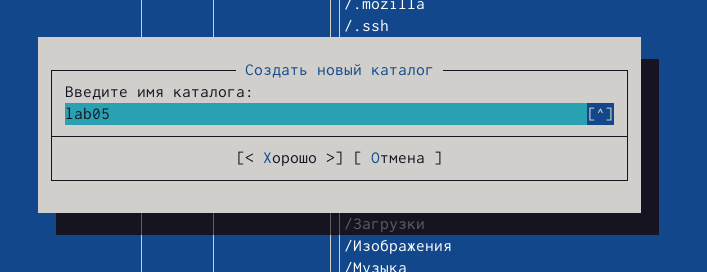 /.mozilla
/.ssh
Создать новый каталог
Введите имя каталога:
lab05 [^]
[< Хорошо >] [ Отмена ]
/Загрузки
/Изображения
/Музыка